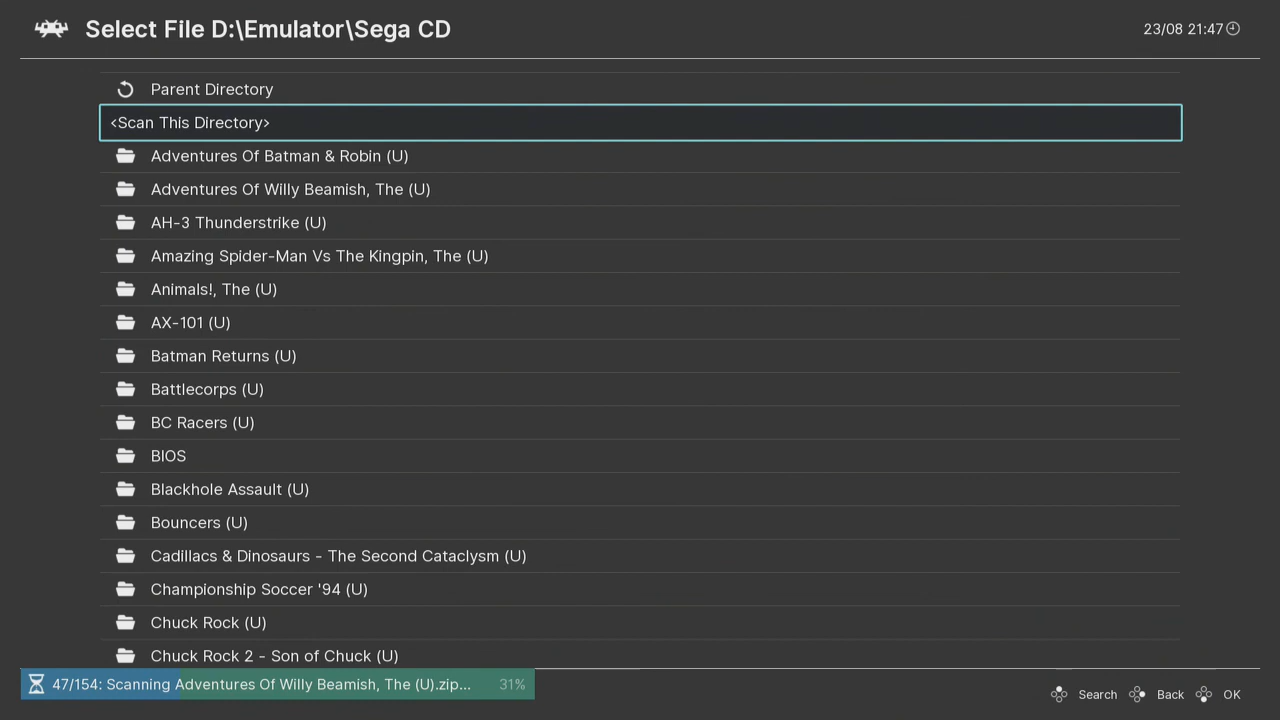 Select File D:\Emulator\Sega CD
23/08 21:47
Parent Directory
<Scan This Directory>
Adventures Of Batman & Robin (U)
Adventures Of Willy Beamish, The (U)
AH-3 Thunderstrike (U)
Amazing Spider-Man Vs The Kingpin, The (U)
Animals!, The (U)
AX-101 (U)
Batman Returns (U)
Battlecorps (U)
BC Racers (U)
BIOS
Blackhole Assault (U)
Bouncers (U)
Cadillacs & Dinosaurs - The Second Cataclysm (U)
Championship Soccer '94 (U)
Chuck Rock (U)
Chuck Rock 2 - Son of Chuck (U)
47/154: Scanning Adventures Of Willy Beamish, The (U).zip... 31%
Search Back OK